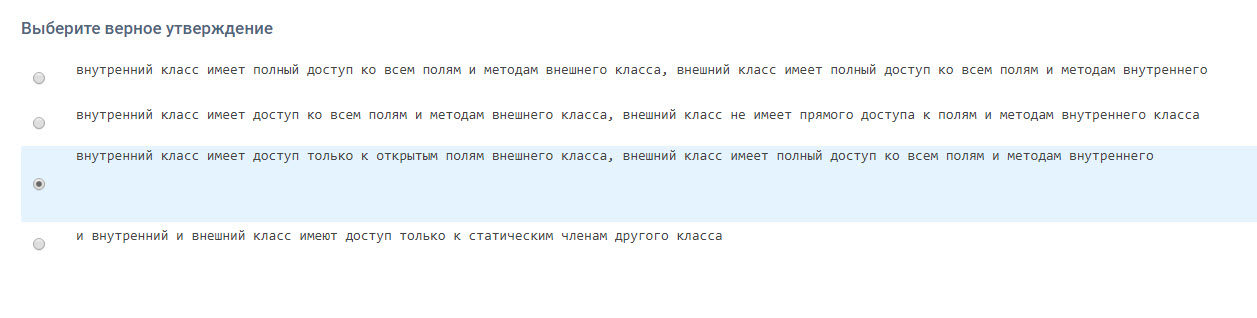 Выберите верное утверждение
внутренний класс имеет полный доступ ко всем полям и методам внешнего класса, внешний класс имеет полный доступ ко всем полям и методам внутреннего
внутренний класс имеет доступ ко всем полям и методам внешнего класса, внешний класс не имеет прямого доступа к полям и методам внутреннего класса
внутренний класс имеет доступ только к открытым полям внешнего класса, внешний класс имеет полный доступ ко всем полям и методам внутреннего
и внутренний и внешний класс имеют доступ только к статическим членам другого класса